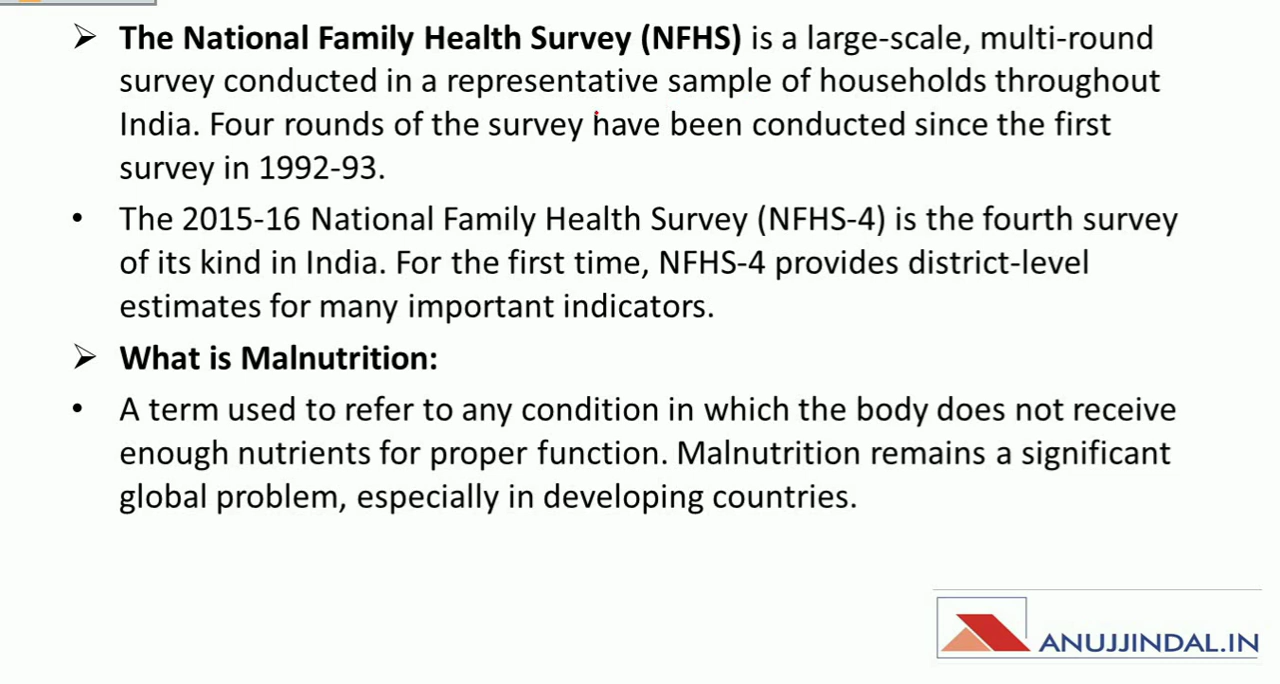 ➢ The National Family Health Survey (NFHS) is a large-scale, multi-round
survey conducted in a representative sample of households throughout
India. Four rounds of the survey have been conducted since the first
survey in 1992-93.
• The 2015-16 National Family Health Survey (NFHS-4) is the fourth survey
of its kind in India. For the first time, NFHS-4 provides district-level
estimates for many important indicators.
➢ What is Malnutrition:
• A term used to refer to any condition in which the body does not receive
enough nutrients for proper function. Malnutrition remains a significant
global problem, especially in developing countries.
ANUJJINDAL.IN